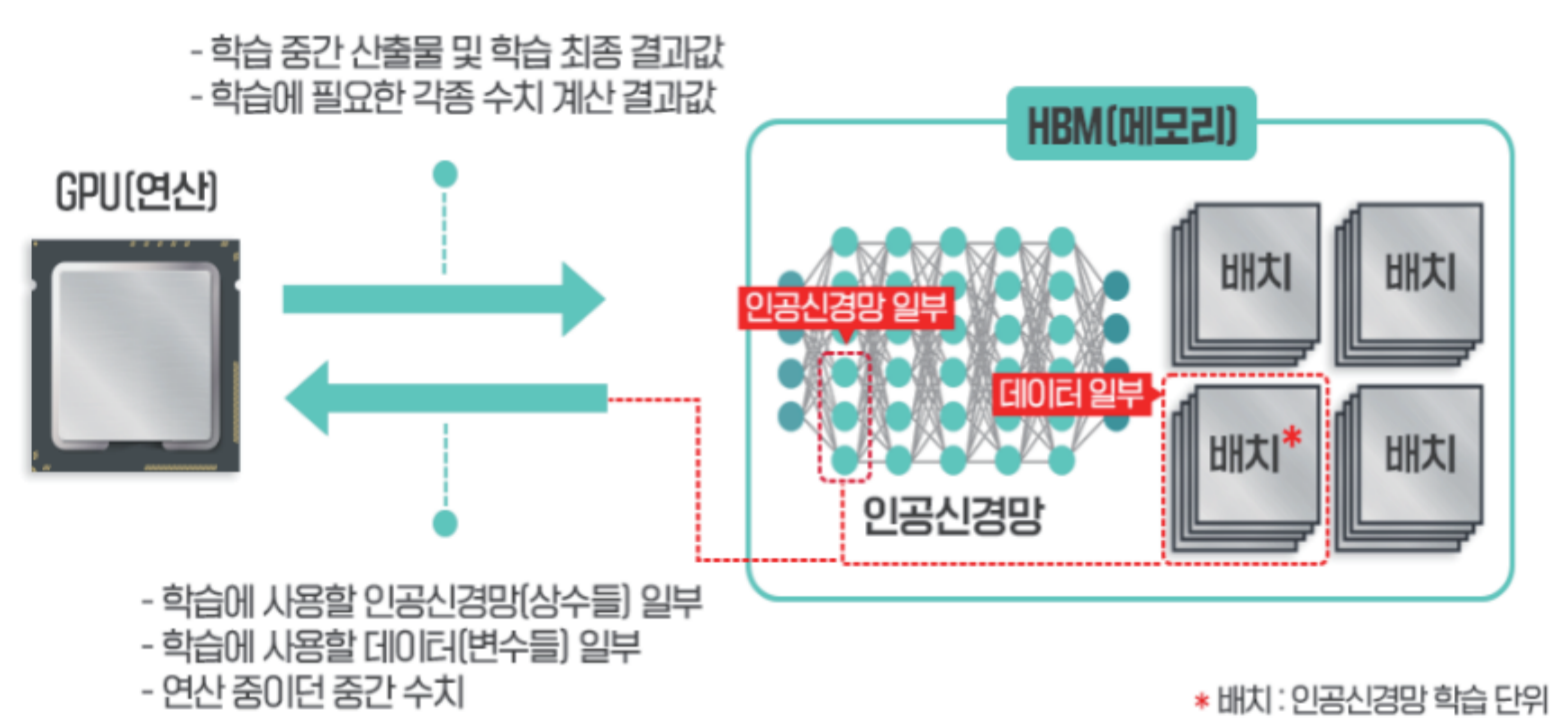 - 학습 중간 산출물 및 학습 최종 결과값
- 학습에 필요한 각종 수치 계산 결과값
HBM(메모리)
GPU(연산)
배치
배치
인공신경망 일부
데이터 일부
배치*
배치
인공신경망
- 학습에 사용할 인공신경망(상수들) 일부
- 학습에 사용할 데이터(변수들) 일부
- 연산 중이던 중간 수치
* 배치 : 인공신경망 학습 단위